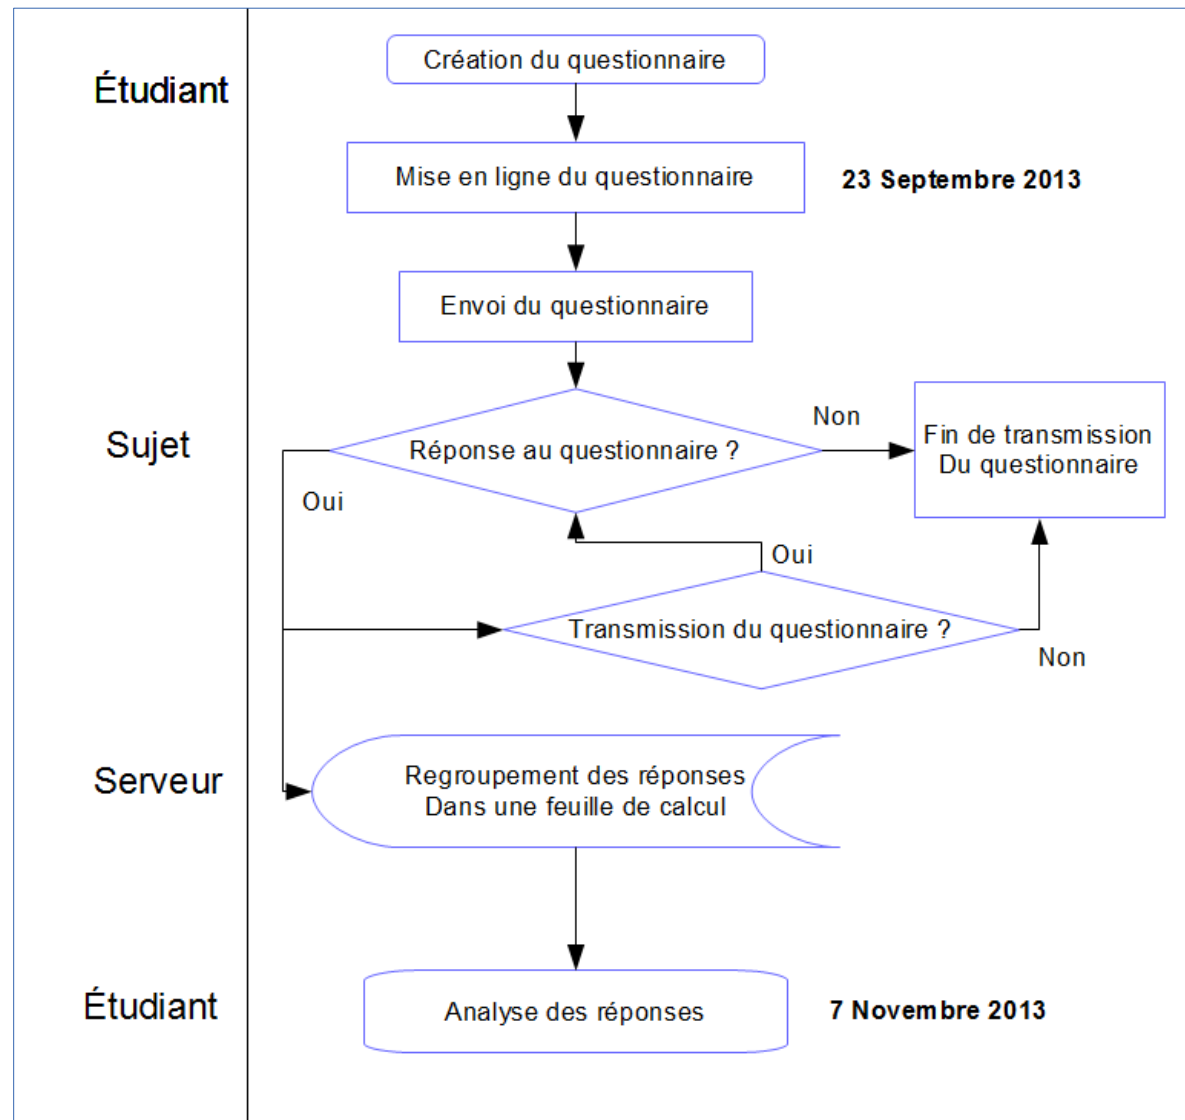 Création du questionnaire
Étudiant
Mise en ligne du questionnaire
23 Septembre 2013
Envoi du questionnaire
Sujet
Réponse au questionnaire ?
Non
Fin de transmission
Du questionnaire
Oui
Oui
Transmission du questionnaire ?
Non
Serveur
Regroupement des réponses
Dans une feuille de calcul
Étudiant
Analyse des réponses
7 Novembre 2013